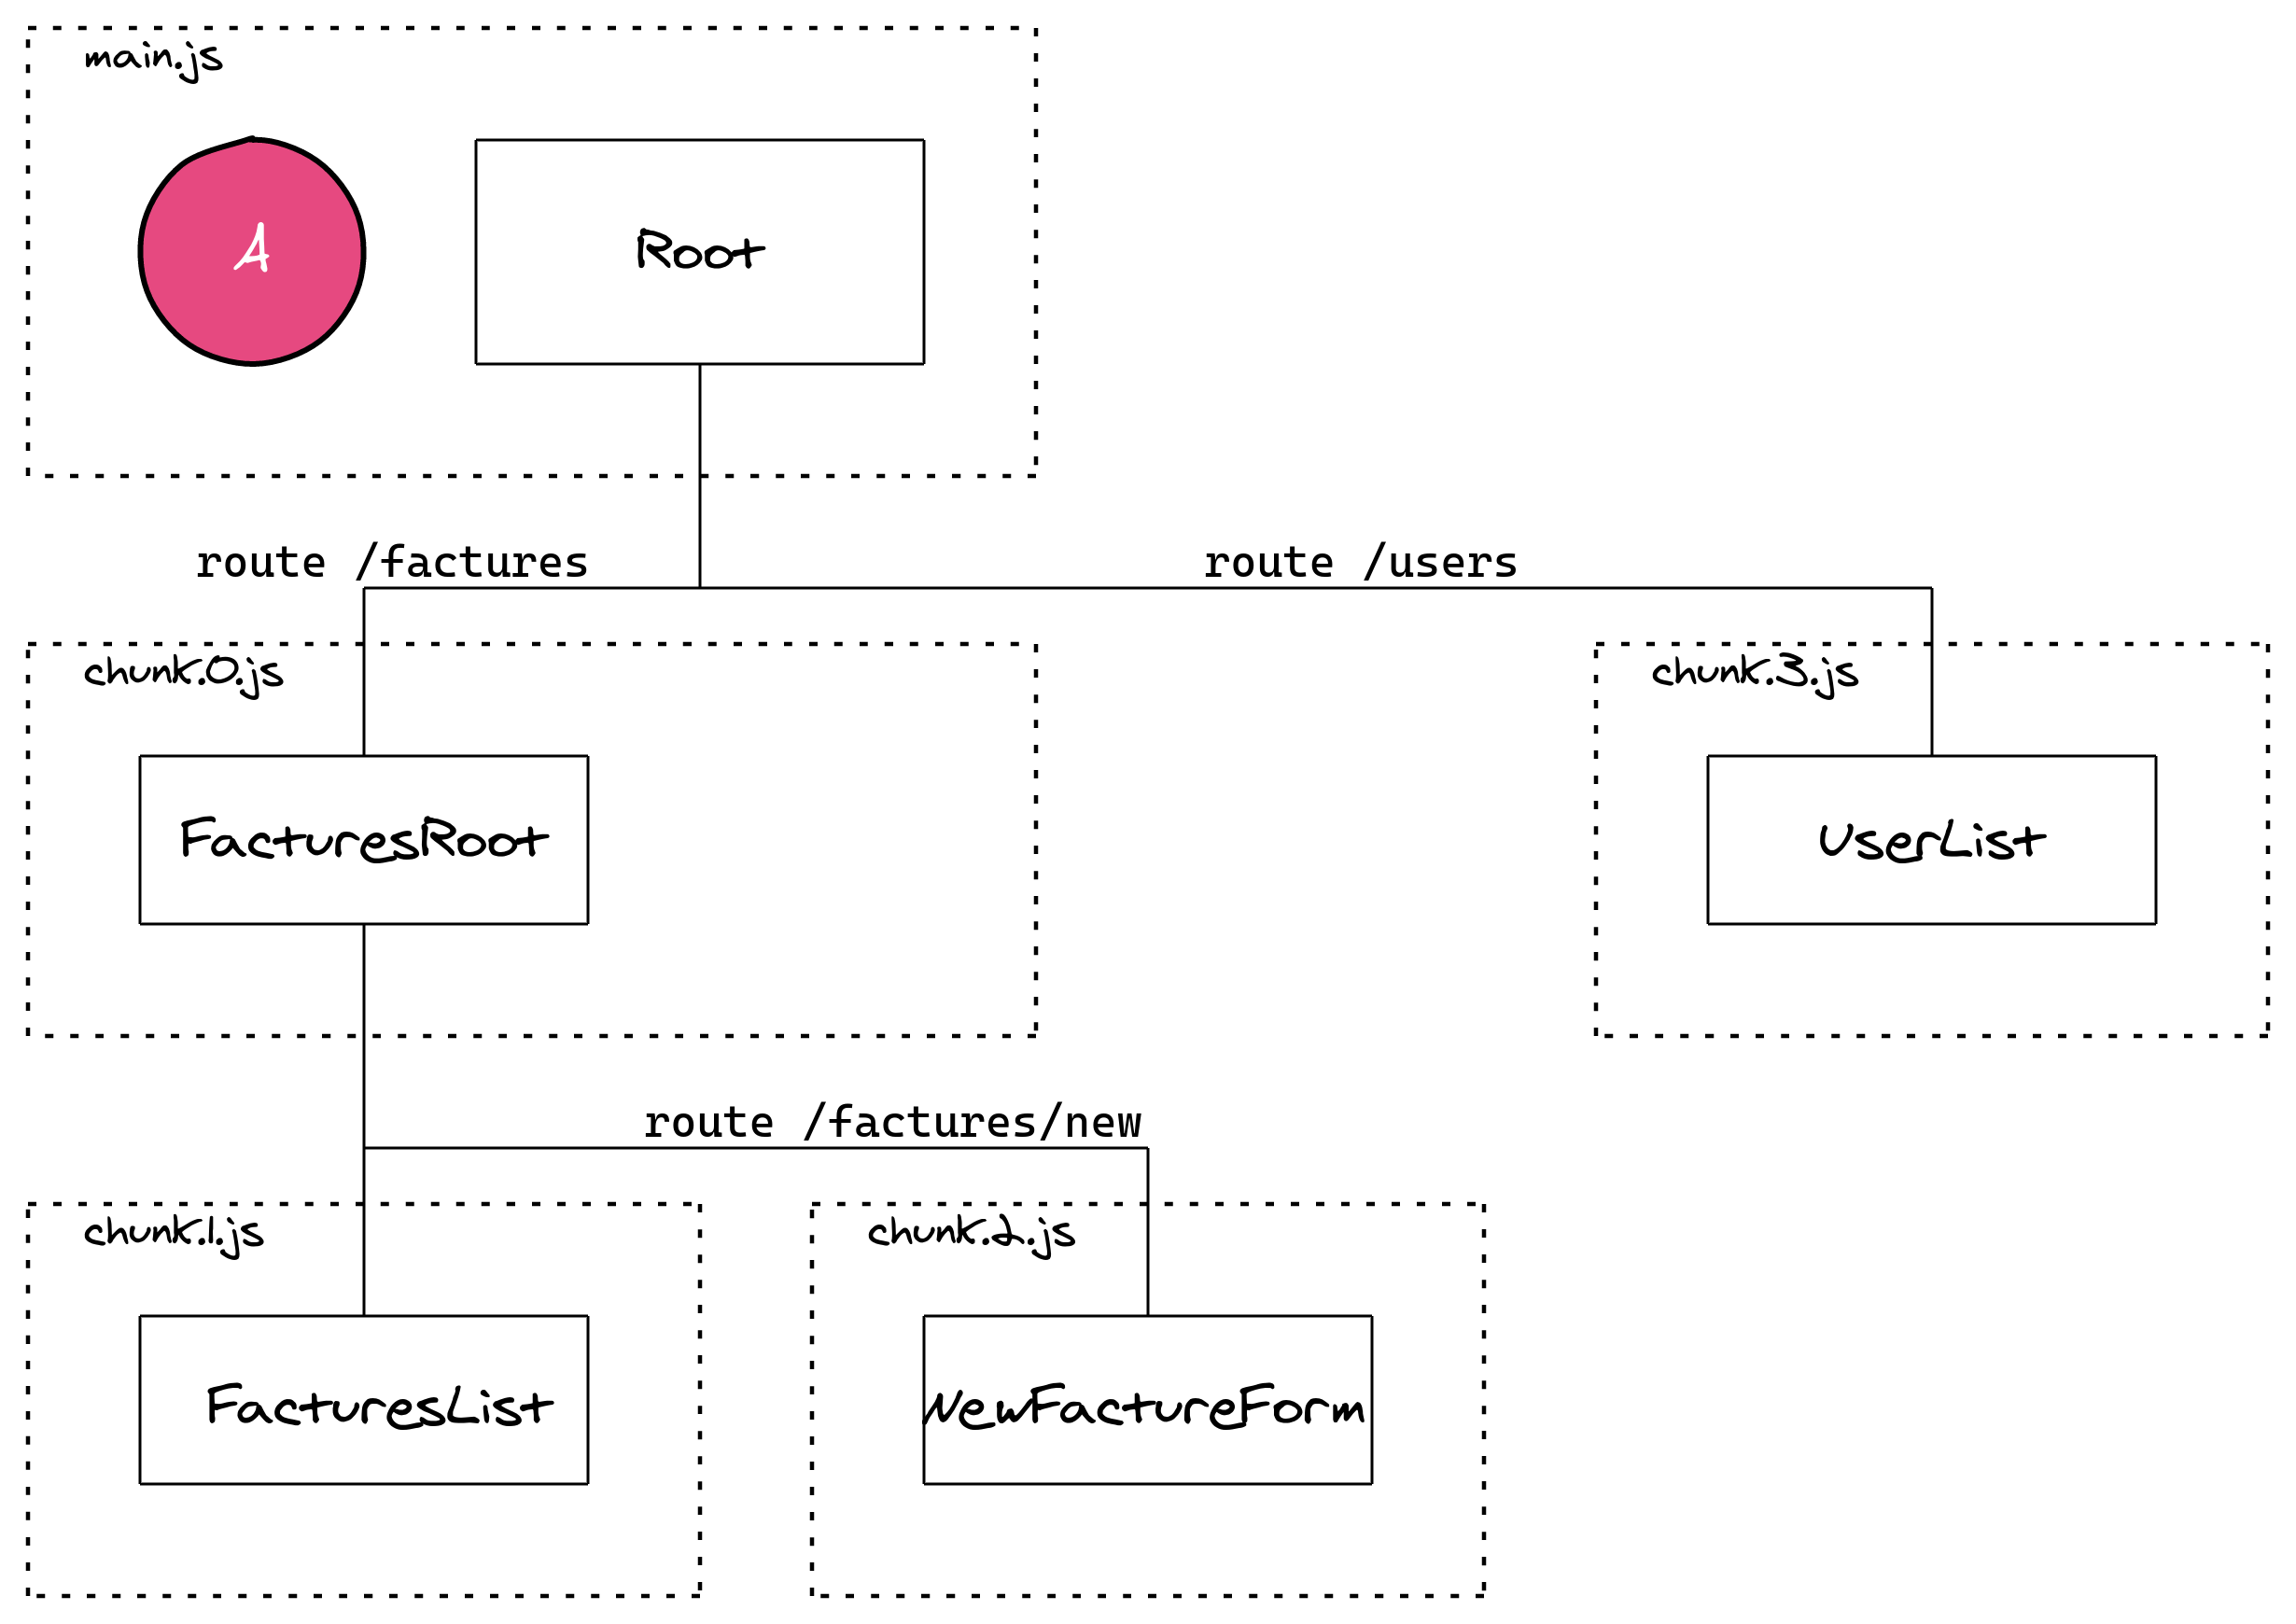 main.js
A
Root
route /factures
route /users
chunk.0.js
chunk.3.js
FacturesRoot
UserList
route /factures/new
chunk.1.js
chunk.2.js
FacturesList
NewFactureForm